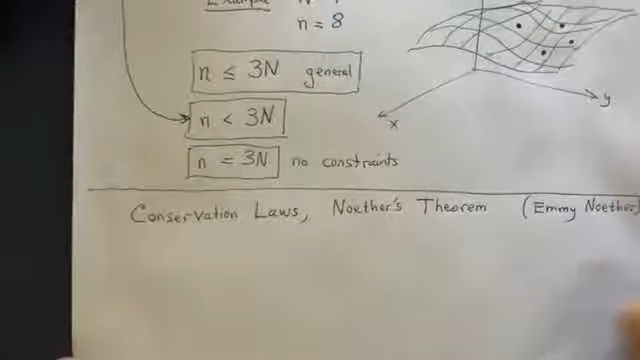 Example
n = 8
n ≤ 3N general
n < 3N
n = 3N no constraints
x
y
Conservation Laws, Noether's Theorem (Emmy Noether)